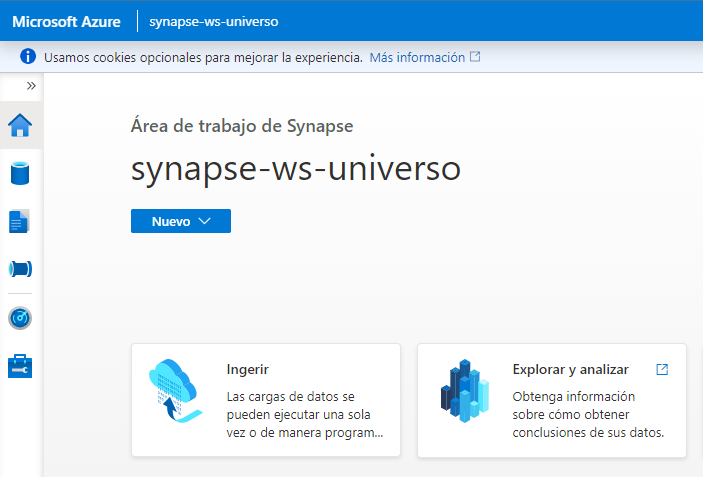 Microsoft Azure
synapse-ws-universo
Usamos cookies opcionales para mejorar la experiencia. Más información
»
Área de trabajo de Synapse
synapse-ws-universo
Nuevo
Ingerir
Las cargas de datos se
pueden ejecutar una sola
vez o de manera program...
Explorar y analizar
Obtenga información
sobre cómo obtener
conclusiones de sus datos.